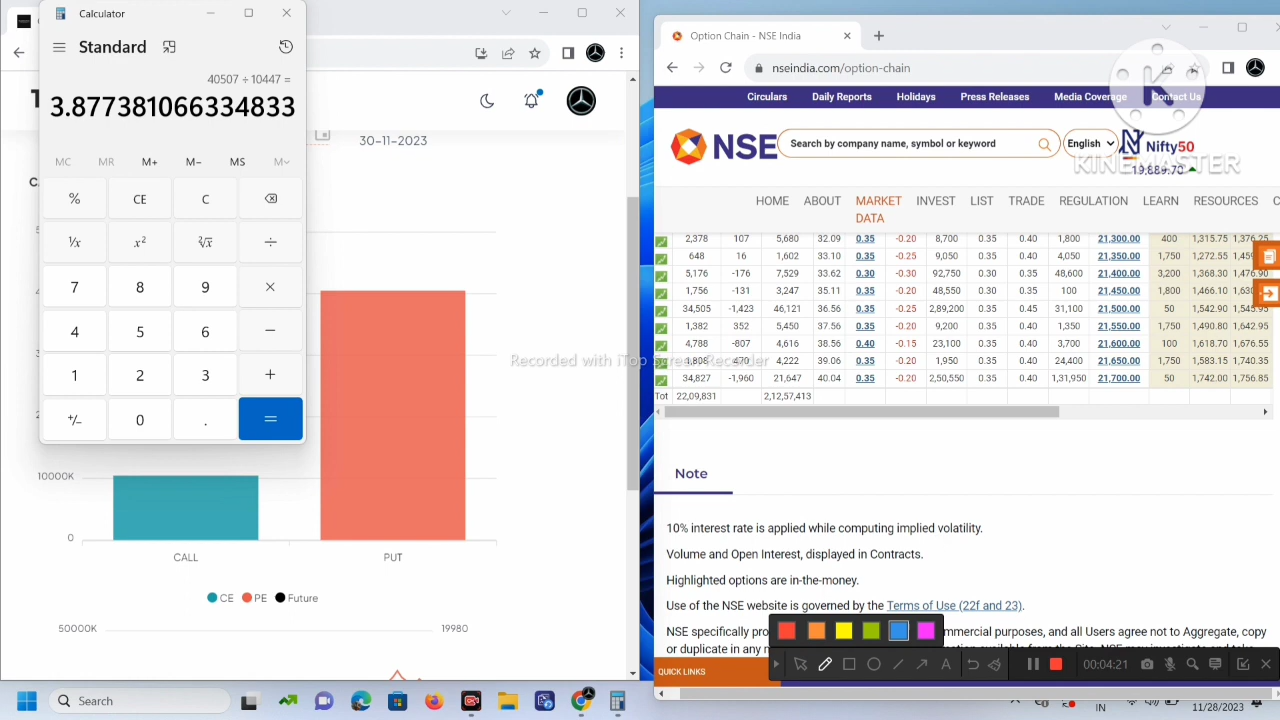 Calculator
Standard
40507 ÷ 10447 =
3.877381066334833
MC MR M+ M− MS M
% CE C
7 8 9 ×
4 5 6 −
1 2 3 +
0 . =
30-11-2023
10000K
0
CALL PUT
CE PE Future
50000K 19980
Recorded with iTop Screen Recorder
Option Chain - NSE India
nseindia.com/option-chain
Circulars Daily Reports Holidays Press Releases Media Coverage Contact Us
NSE Search by company name, symbol or keyword English Nifty50
19,889.70
KINEMASTER
HOME ABOUT MARKET DATA INVEST LIST TRADE REGULATION LEARN RESOURCES
2,378 107 5,680 32.09 0.35 -0.20 8,700 0.35 0.40 1,800 21,300.00 400 1,315.75 1,376.25
648 16 1,602 33.10 0.35 -0.25 9,050 0.35 0.40 4,050 21,350.00 1,750 1,272.55
5,176 -176 7,529 33.62 0.30 -0.30 92,750 0.30 0.35 48,600 21,400.00 3,200 1,368.30 1,476.90
1,756 -131 3,247 35.11 0.35 -0.20 48,550 0.30 0.35 100 21,450.00 1,800 1,466.10
34,505 -1,423 46,121 36.56 0.35 -0.25 2,89,200 0.35 0.45 31,100 21,500.00 50 1,542.90 1,545.95
1,382 352 5,450 37.56 0.35 -0.20 9,200 0.35 0.40 1,350 21,550.00 1,750 1,490.80 1,642.95
4,788 -807 4,616 38.56 0.40 -0.15 23,100 0.35 0.40 3,700 21,600.00 100 1,618.70 1,676.55
4,222 39.06 0.35 -0.20 1,950 0.35 0.40 1,350 21,650.00 1,750 1,583.15 1,740.35
34,827 -1,960 21,647 40.04 0.35 -0.20 2,50,550 0.35 0.40 1,31,950 21,700.00 50 1,742.00 1,756.85
Tot 22,09,831 2,12,57,413
Note
10% interest rate is applied while computing implied volatility.
Volume and Open Interest, displayed in Contracts.
Highlighted options are in-the-money.
Use of the NSE website is governed by the Terms of Use (22f and 23).
NSE specifically pro mmercial purposes, and all Users agree not to Aggregate, copy
or duplicate in any
QUICK LINKS
00:04:21
Search
IN 11/28/2023